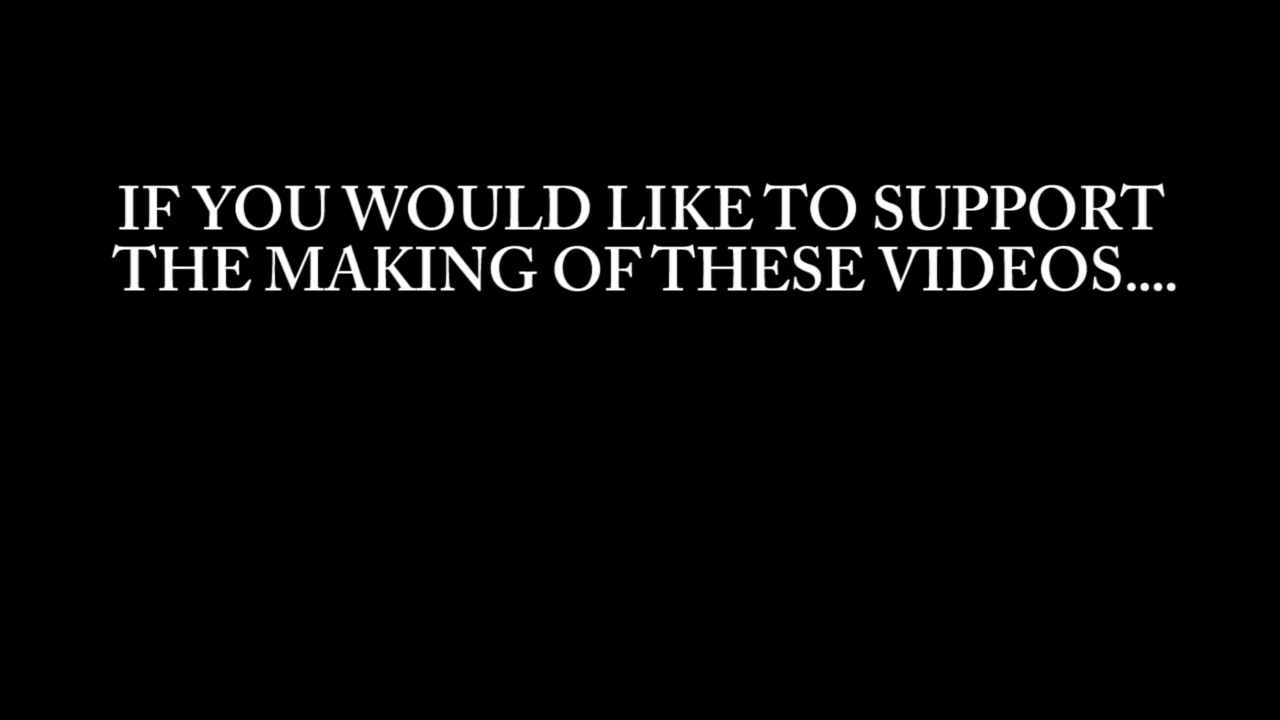 IF YOU WOULD LIKE TO SUPPORT
THE MAKING OF THESE VIDEOS....